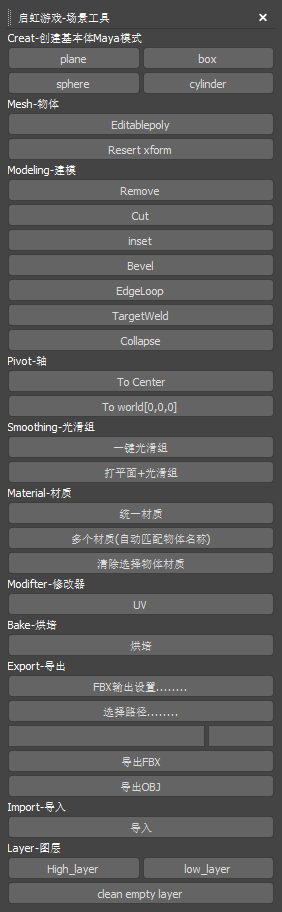 启虹游戏-场景工具
Creat-创建基本体Maya模式
plane box
sphere cylinder
Mesh-物体
Editablepoly
Resert xform
Modeling-建模
Remove
Cut
inset
Bevel
EdgeLoop
TargetWeld
Collapse
Pivot-轴
To Center
To world[0,0,0]
Smoothing-光滑组
一键光滑组
打平面+光滑组
Material-材质
统一材质
多个材质(自动匹配物体名称)
清除选择物体材质
Modifter-修改器
UV
Bake-烘培
烘培
Export-导出
FBX输出设置........
选择路径........
导出FBX
导出OBJ
Import-导入
导入
Layer-图层
High_layer low_layer
clean empty layer